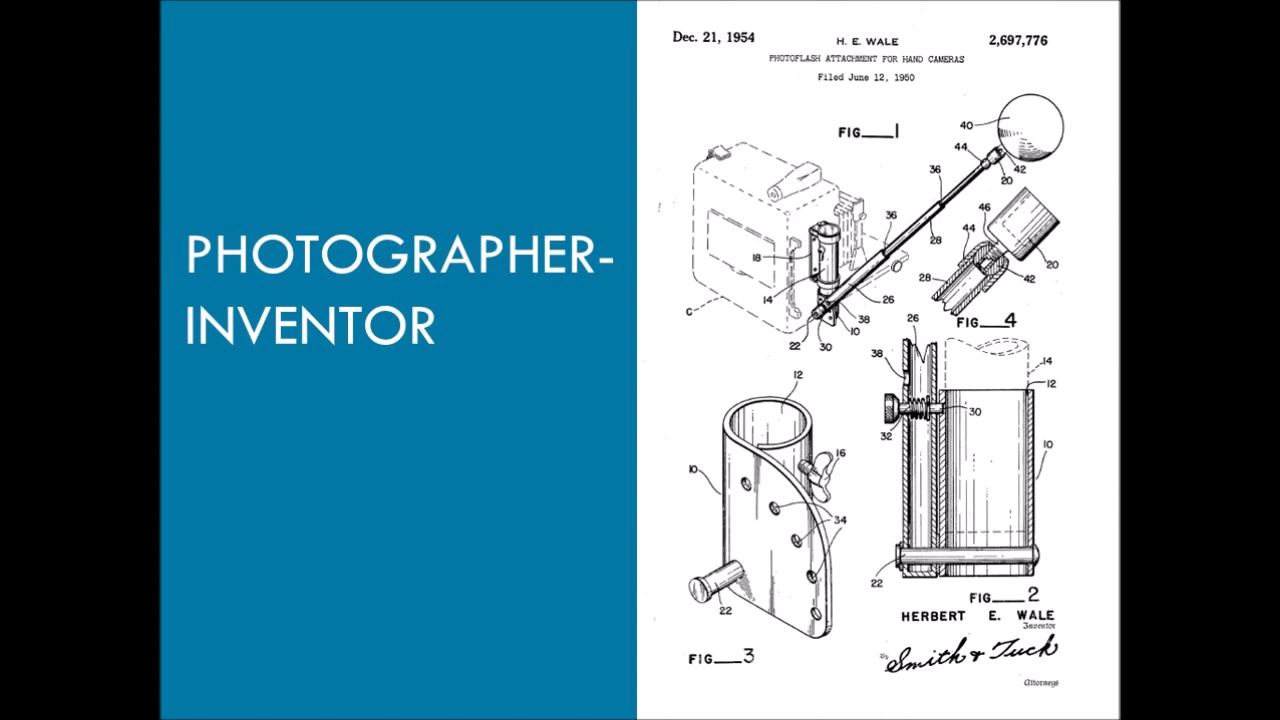 PHOTOGRAPHER-
INVENTOR
Dec. 21, 1954
H. E. WALE
2,697,776
PHOTOFLASH ATTACHMENT FOR HAND CAMERAS
Filed June 12, 1950
FIG 1
40
44
42
20
36
36
28
18
14
26
38
10
C
22
30
46
44
20
42
28
FIG 4
26
38
14
12
30
32
10
22
FIG 2
12
16
10
34
22
FIG 3
HERBERT E. WALE
Inventor
By
Smith & Tuck
Attorneys